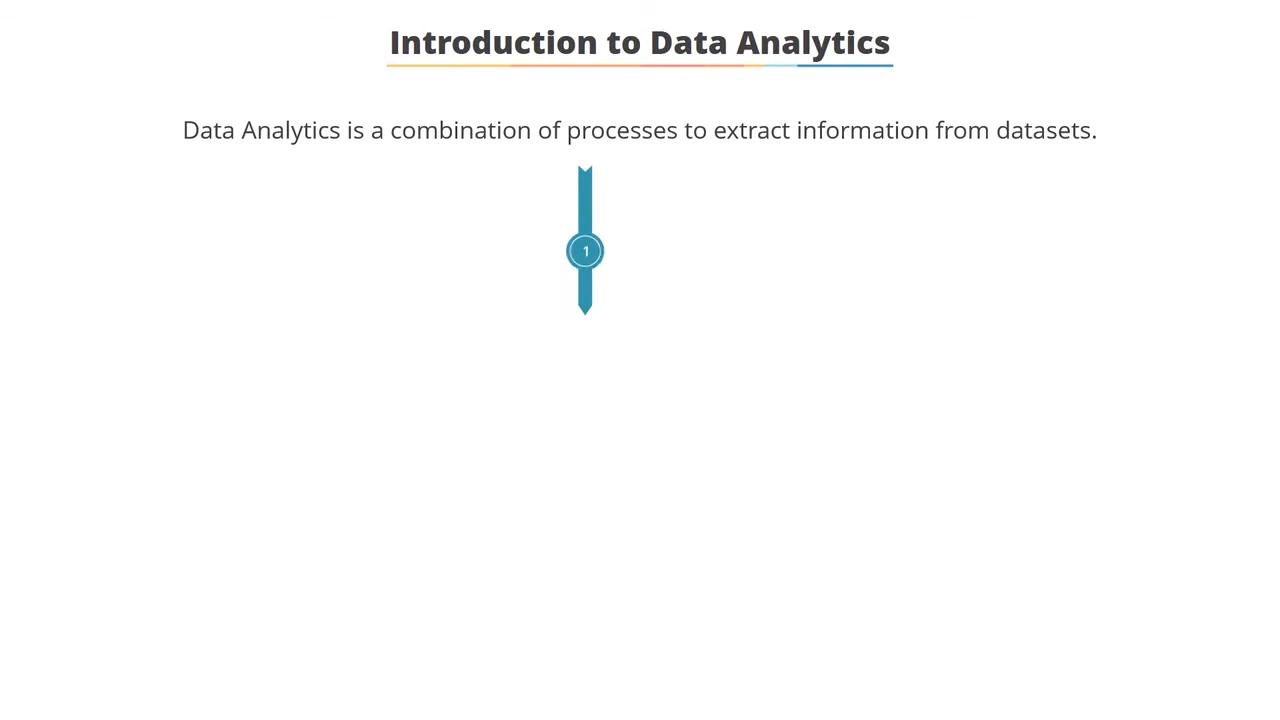 Introduction to Data Analytics
Data Analytics is a combination of processes to extract information from datasets.
1